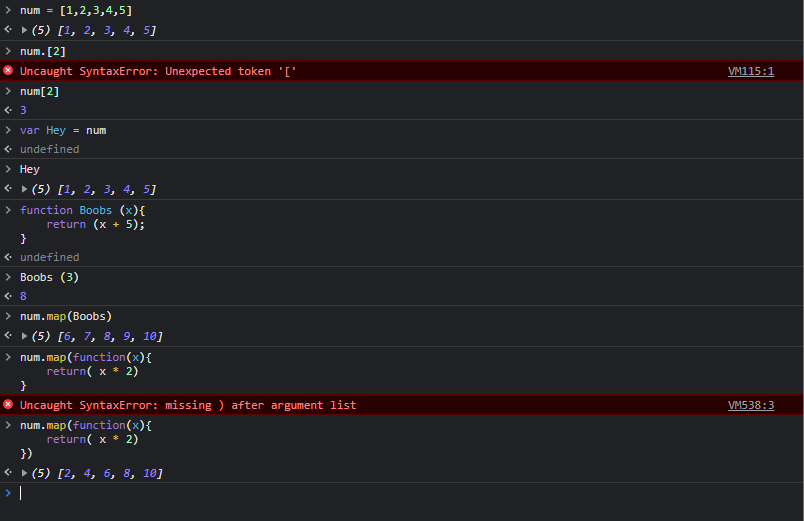 num = [1,2,3,4,5]
(5) [1, 2, 3, 4, 5]
num.[2]
Uncaught SyntaxError: Unexpected token '[' VM115:1
num[2]
3
var Hey = num
undefined
Hey
(5) [1, 2, 3, 4, 5]
function Boobs (x){
    return (x + 5);
}
undefined
Boobs (3)
8
num.map(Boobs)
(5) [6, 7, 8, 9, 10]
num.map(function(x){
    return( x * 2)
}
Uncaught SyntaxError: missing ) after argument list VM538:3
num.map(function(x){
    return( x * 2)
})
(5) [2, 4, 6, 8, 10]